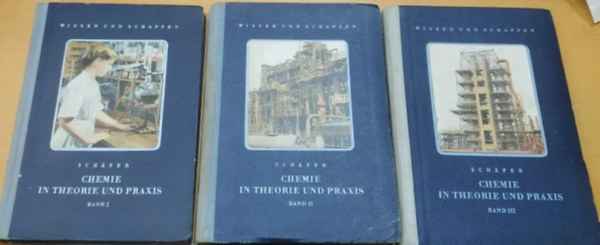 WISSEN UND SCHAFFEN
SCHÄFER
CHEMIE
IN THEORIE UND PRAXIS
BAND I
WISSEN UND SCHAFFEN
SCHÄFER
CHEMIE
IN THEORIE UND PRAXIS
BAND II
WISSEN UND SCHAFFEN
SCHÄFER
CHEMIE
IN THEORIE UND PRAXIS
BAND III